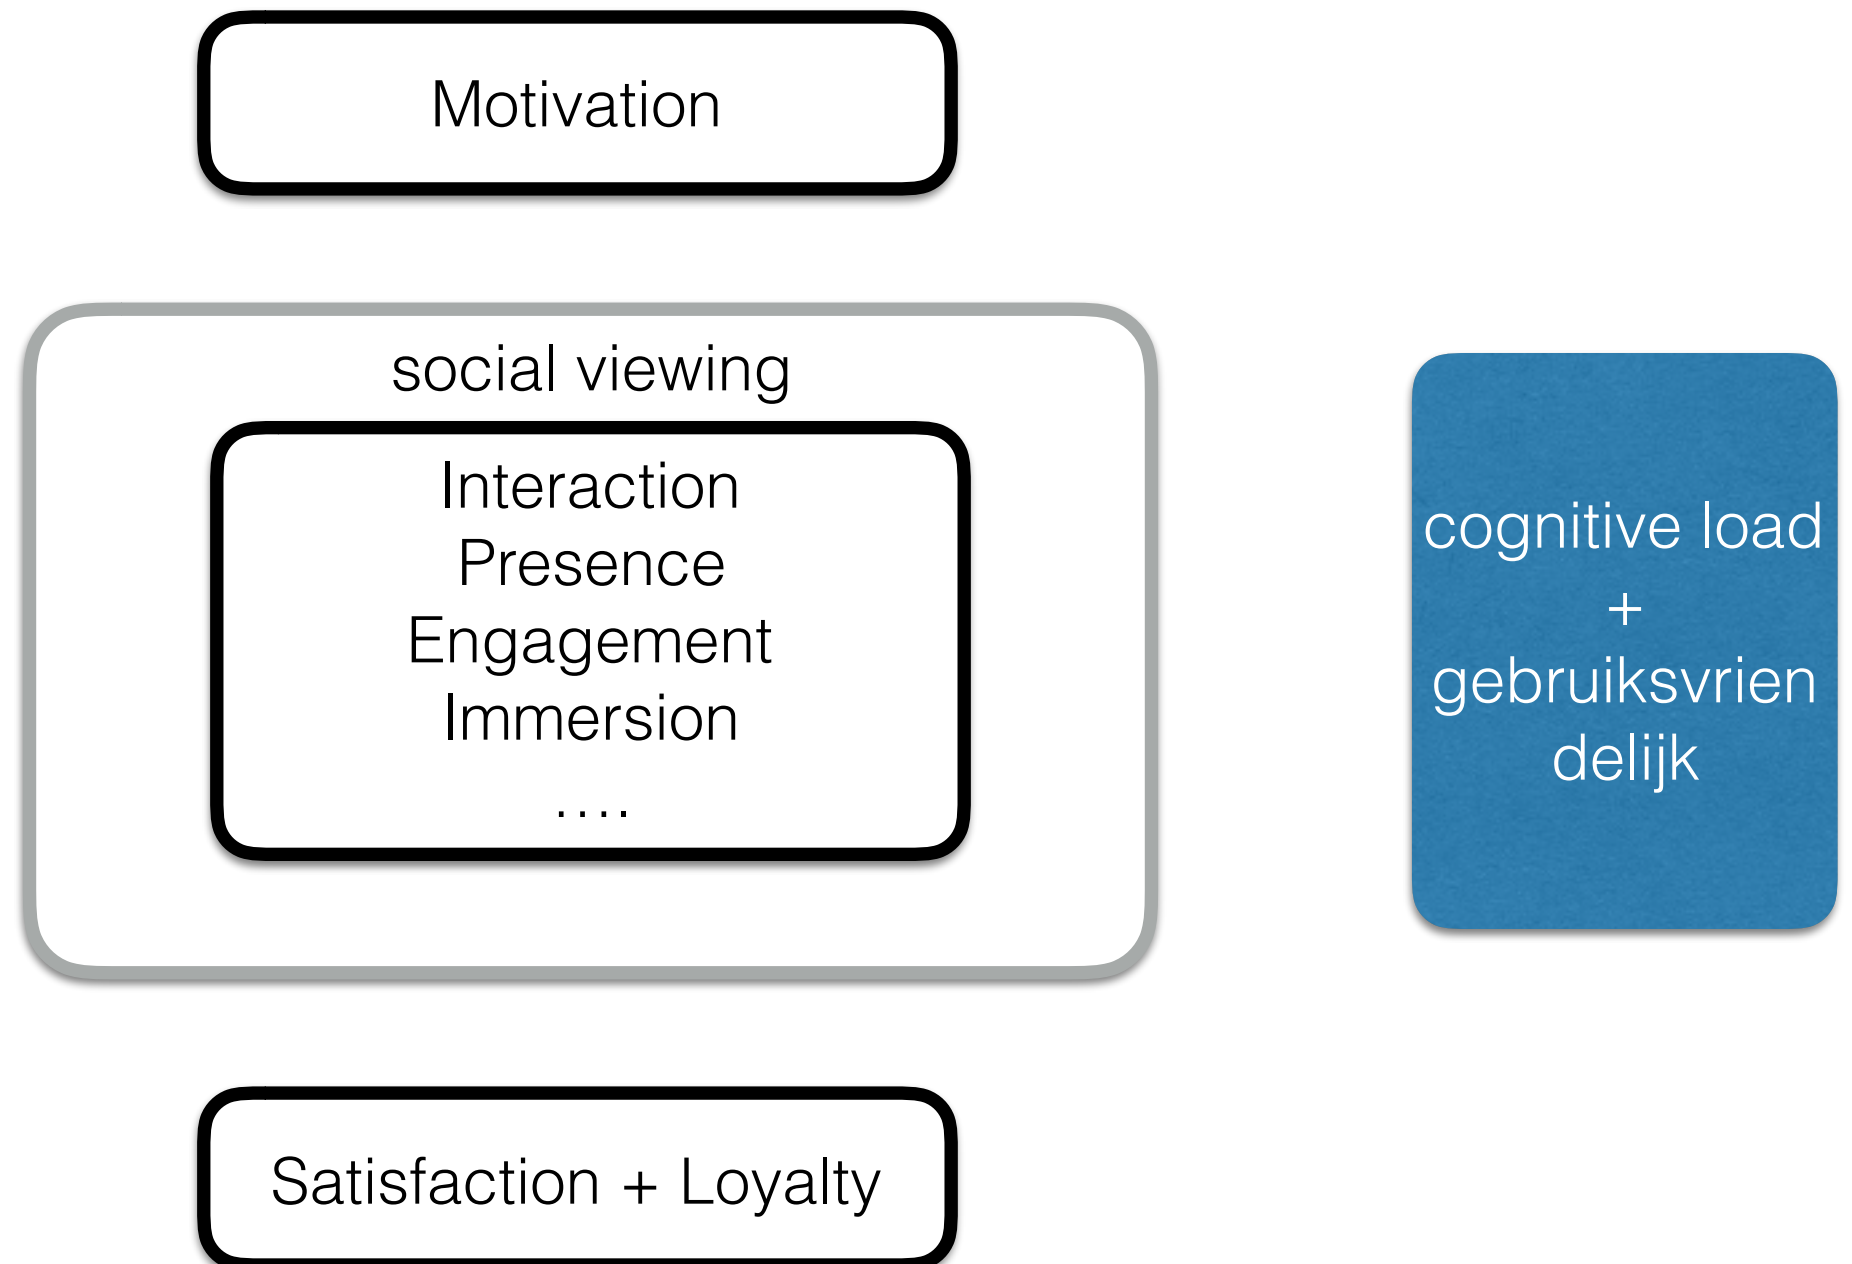 Motivation
social viewing
Interaction
Presence
Engagement
Immersion
....
cognitive load
+
gebruiksvrien
delijk
Satisfaction + Loyalty